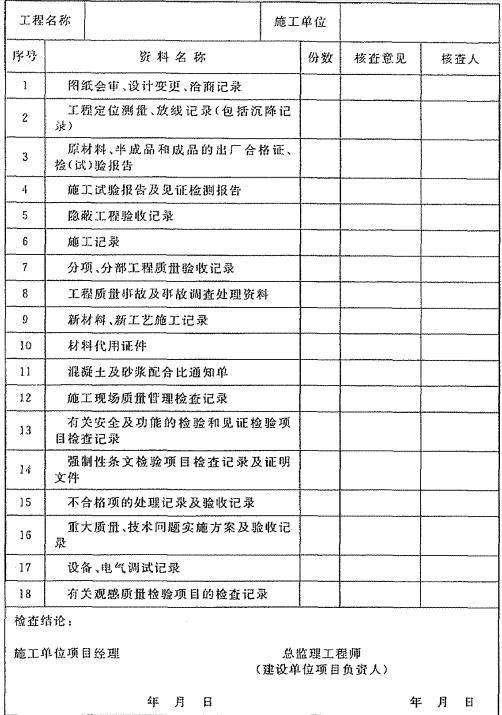 工程名称 施工单位
序号 资料名称 份数 核查意见 核查人
1 图纸会审、设计变更、洽商记录
2 工程定位测量、放线记录(包括沉降记
录)
3 原材料、半成品和成品的出厂合格证、
检(试)验报告
4 施工试验报告及见证检测报告
5 隐蔽工程验收记录
6 施工记录
7 分项、分部工程质量验收记录
8 工程质量事故及事故调查处理资料
9 新材料、新工艺施工记录
10 材料代用证件
11 混凝土及砂浆配合比通知单
12 施工现场质量管理检查记录
13 有关安全及功能的检验和见证检验项
目检查记录
14 强制性条文检验项目检查记录及证明
文件
15 不合格项的处理记录及验收记录
16 重大质量、技术问题实施方案及验收记
录
17 设备、电气调试记录
18 有关观感质量检验项目的检查记录
检查结论:
施工单位项目经理 总监理工程师
(建设单位项目负责人)
年 月 日 年 月 日